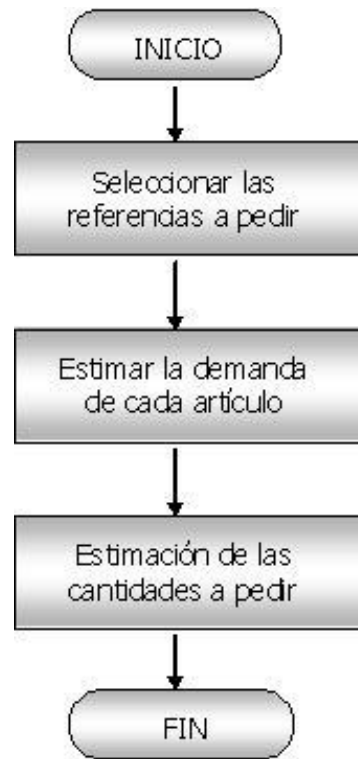 INICIO
Seleccionar las
referencias a pedir
Estimar la demanda
de cada artículo
Estimación de las
cantidades a pedir
FIN